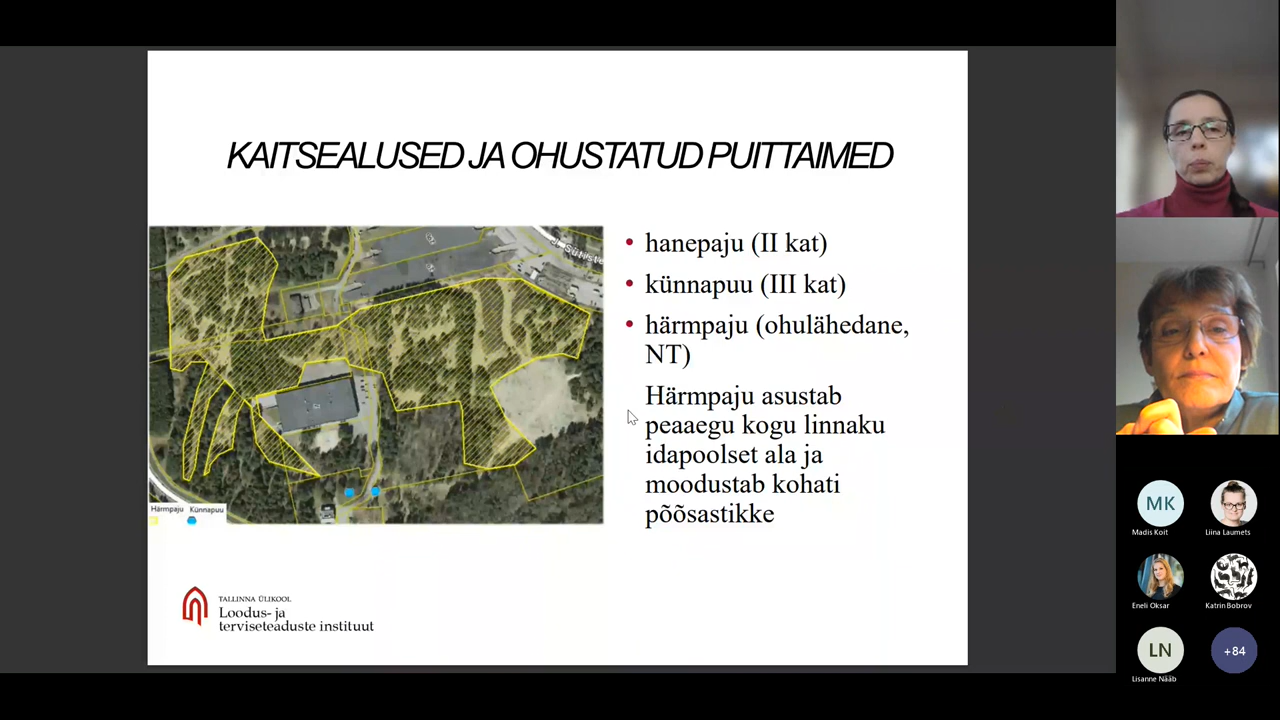 KAITSEALUSED JA OHUSTATUD PUITTAIMED
J. Sütiste
Härmpaju Künnapuu
• hanepaju (II kat)
• künnapuu (III kat)
• härmpaju (ohulähedane,
NT)
Härmpaju asustab
peaaegu kogu linnaku
idapoolset ala ja
moodustab kohati
põõsastikke
TALLINNA ÜLIKOOL
Loodus- ja
terviseteaduste instituut
MK
Madis Koit
Liina Laumets
Eneli Oksar
Katrin Bobrov
LN
Lisanne Nääb
+84